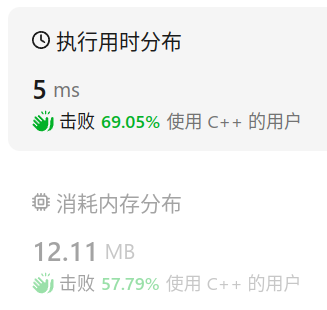 执行用时分布
5 ms
击败 69.05% 使用 C++ 的用户
消耗内存分布
12.11 MB
击败 57.79% 使用 C++ 的用户